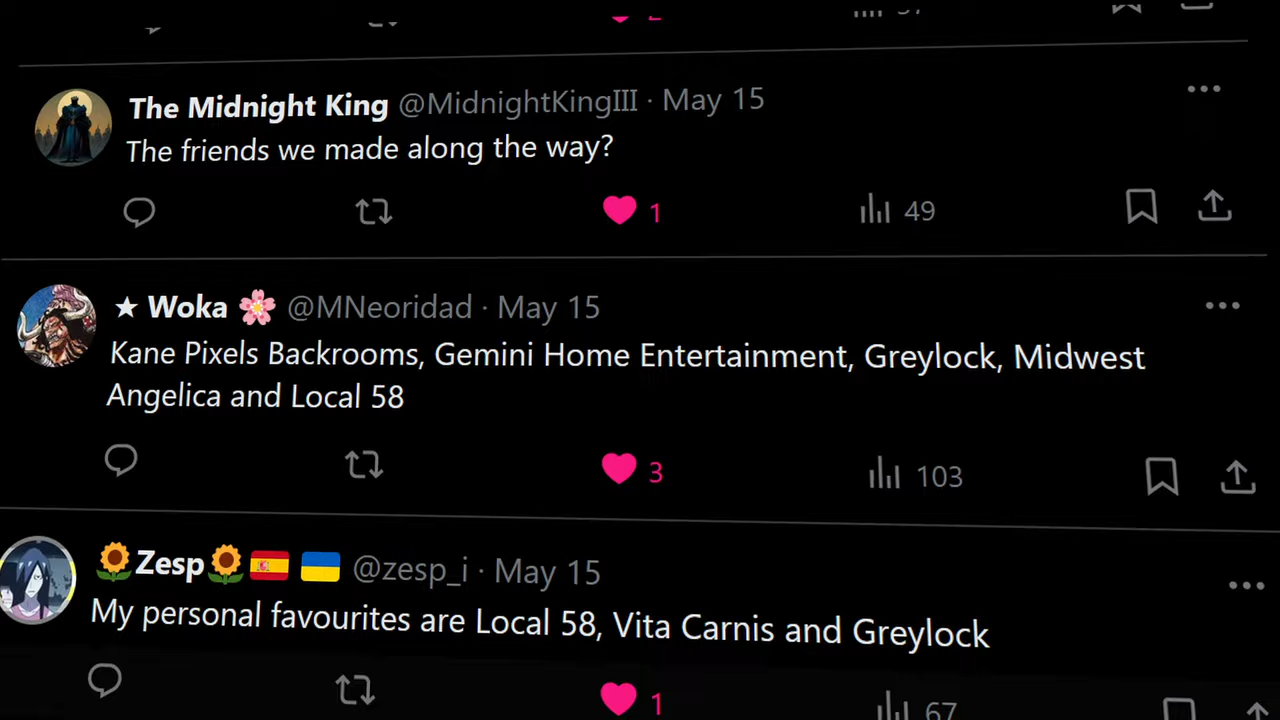 The Midnight King @MidnightKingIII · May 15
The friends we made along the way?
1 49
★ Woka 🌸 @MNeoridad · May 15
Kane Pixels Backrooms, Gemini Home Entertainment, Greylock, Midwest
Angelica and Local 58
3 103
🌻Zesp🌻🇪🇸 🇺🇦 @zesp_i · May 15
My personal favourites are Local 58, Vita Carnis and Greylock
1 67